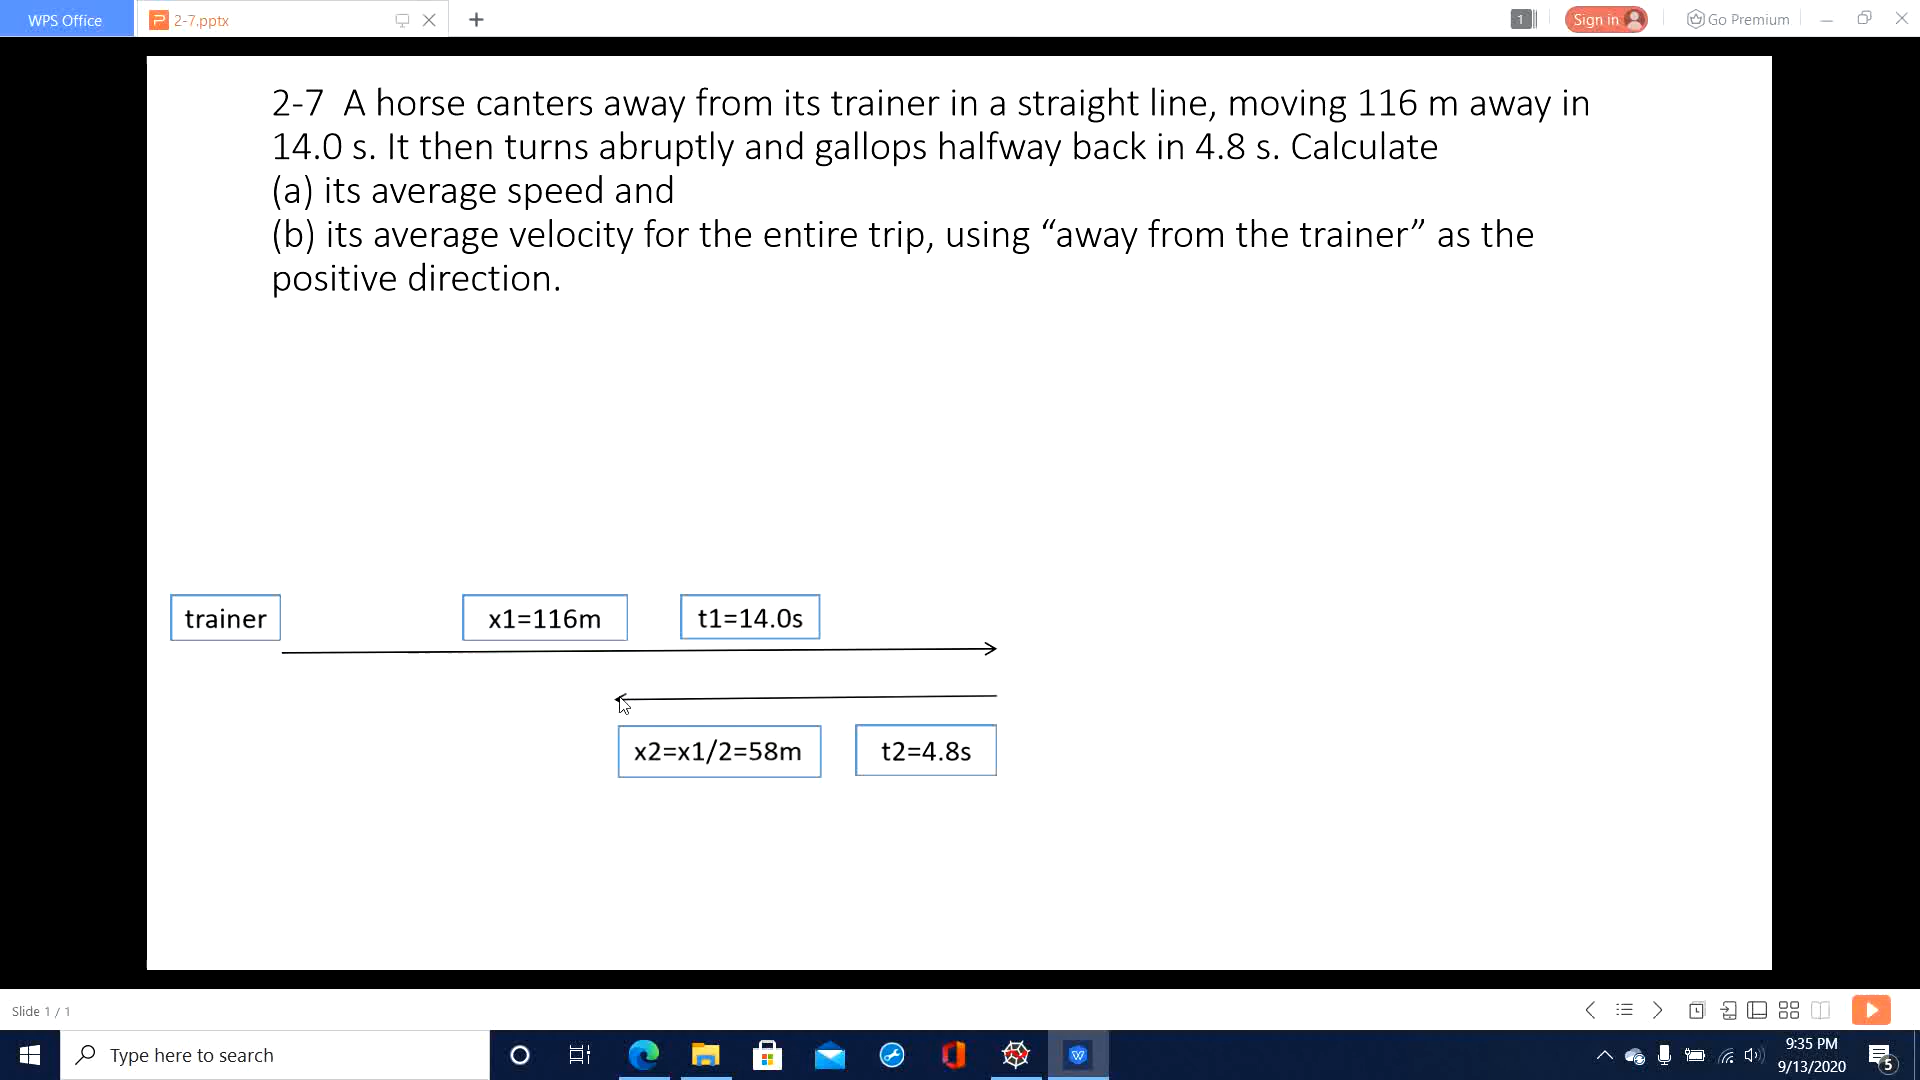 WPS Office
2-7.pptx
1
Sign in
Go Premium
2-7 A horse canters away from its trainer in a straight line, moving 116 m away in
14.0 s. It then turns abruptly and gallops halfway back in 4.8 s. Calculate
(a) its average speed and
(b) its average velocity for the entire trip, using “away from the trainer” as the
positive direction.
trainer
x1=116m
t1=14.0s
x2=x1/2=58m
t2=4.8s
Slide 1 / 1
Type here to search
9:35 PM
9/13/2020
5